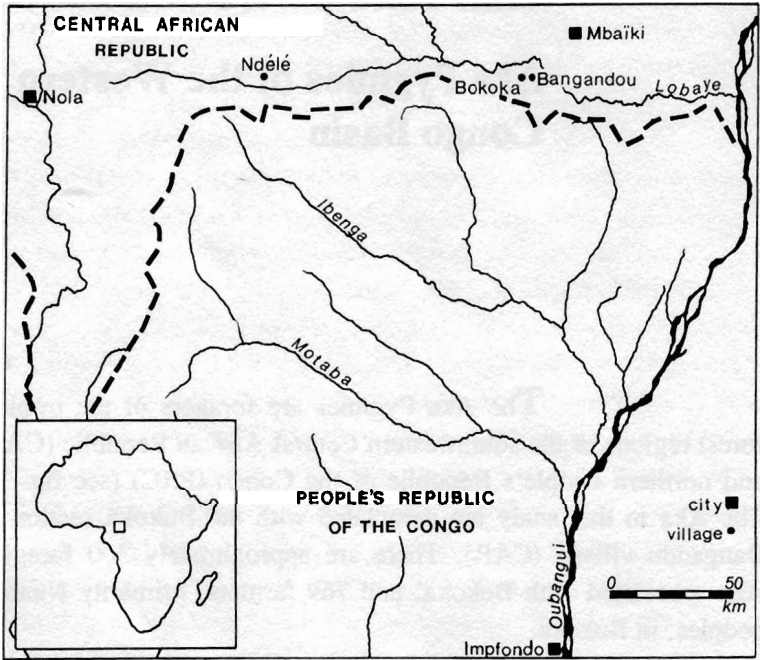 CENTRAL AFRICAN
REPUBLIC
Mbaïki
Ndélé
Nola
Bokoka
Bangandou
Lobaye
Ibenga
Motaba
PEOPLE'S REPUBLIC
OF THE CONGO
Oubangui
Impfondo
city
village
0
50
km